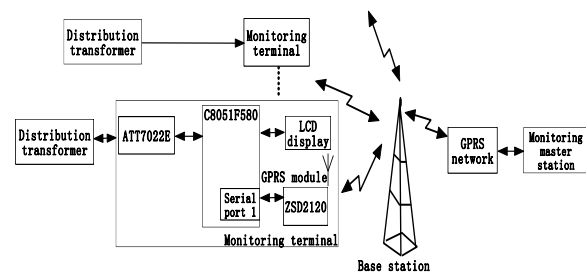 Distribution
transformer
Monitoring
terminal
C8051F580
Distribution
transformer
ATT7022E
LCD
display
GPRS module
Serial
port 1
ZSD2120
Monitoring terminal
Base station
GPRS
network
Monitoring
master
station